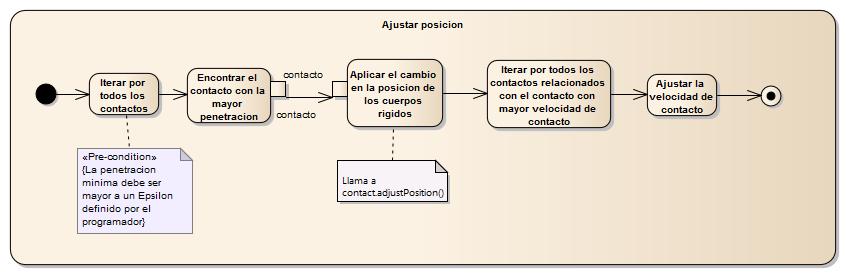 Ajustar posicion
Iterar por
todos los
contactos
Encontrar el
contacto con la
mayor
penetracion
contacto
contacto
Aplicar el cambio
en la posicion de
los cuerpos
rigidos
Iterar por todos los
contactos relacionados
con el contacto con
mayor velocidad de
contacto
Ajustar la
velocidad de
contacto
«Pre-condition»
{La penetracion
minima debe ser
mayor a un Epsilon
definido por el
programador}
Llama a
contact.adjustPosition()